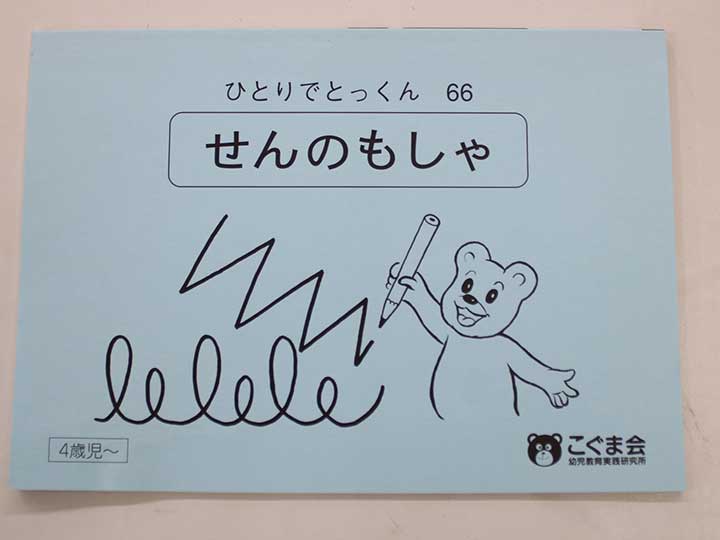 ひとりでとっくん 66
せんのもしゃ
4歳児～
こぐま会
幼児教育実践研究所